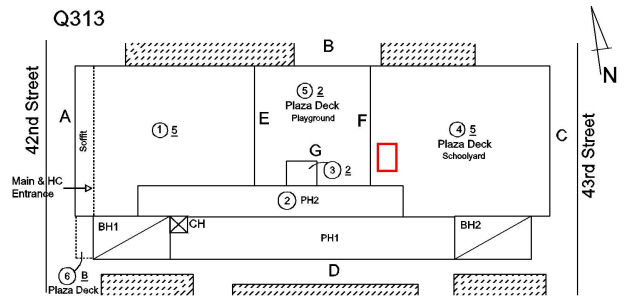 Q313
B
N
42nd Street
A
Soffit
1 5
E
5 2
Plaza Deck
Playground
F
4 5
Plaza Deck
Schoolyard
C
43rd Street
G
3 2
Main & HC
Entrance
2 PH2
BH1
CH
PH1
BH2
6 B
Plaza Deck
D